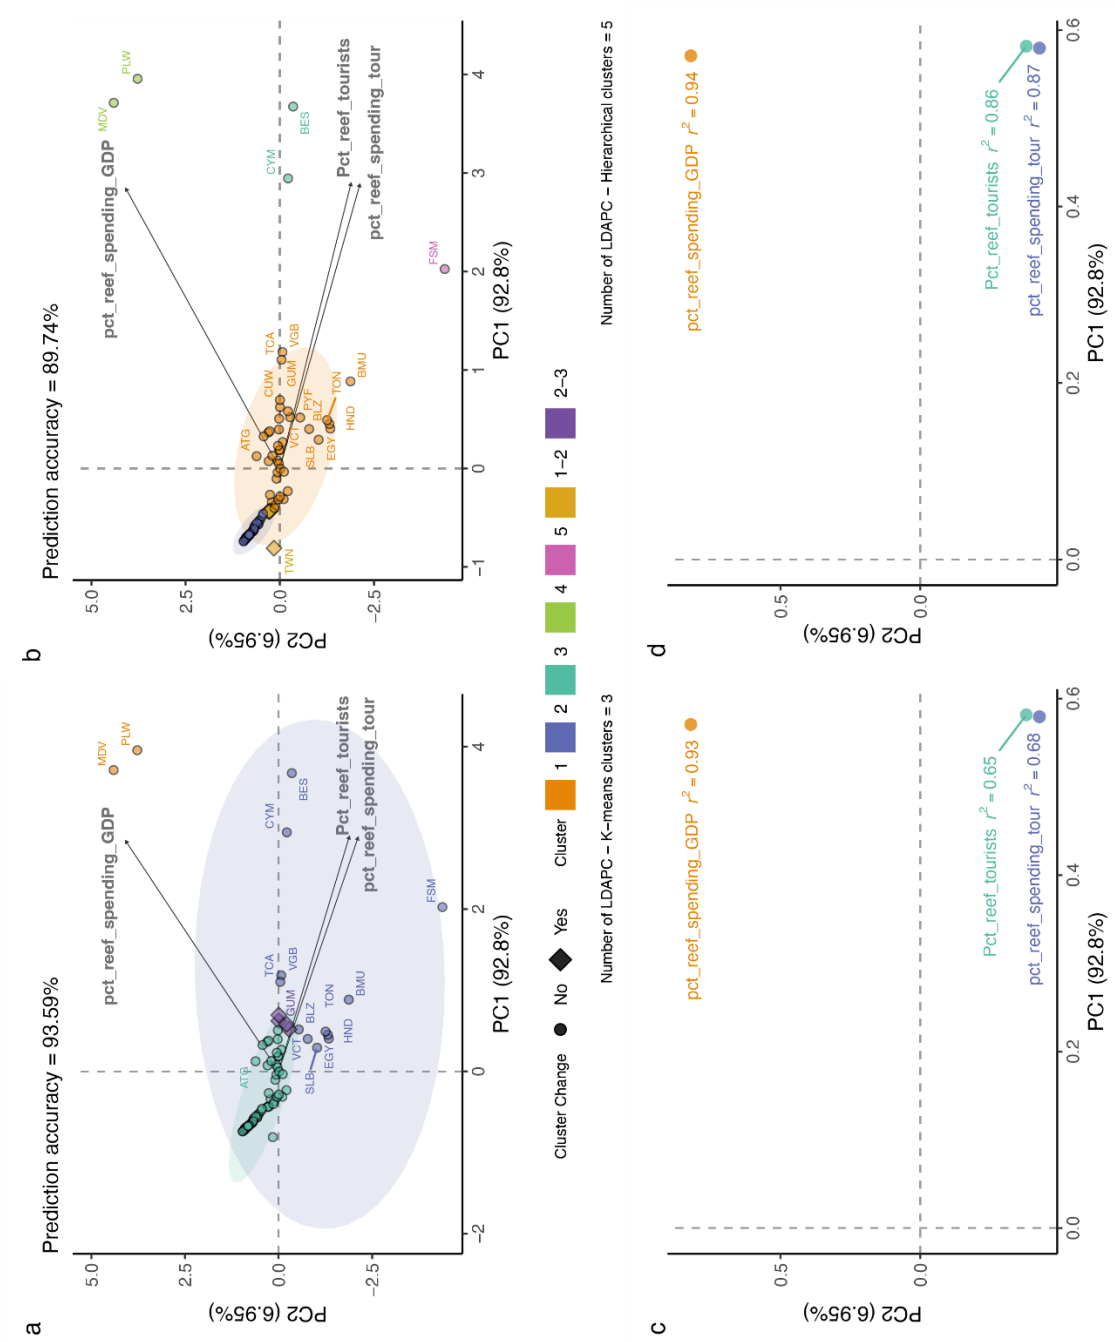 a
Prediction accuracy = 93.59%
PC2 (6.95%)
5.0
2.5
0.0
−2.5
pct_reef_spending_GDP
MDV
PLW
ATG
TCA
VGB
GUM
CYM
BES
VCT
BLZ
SLB
EGY
TON
HND
BMU
FSM
Pct_reef_tourists
pct_reef_spending_tour
−2
0
2
4
PC1 (92.8%)
b
Prediction accuracy = 89.74%
PC2 (6.95%)
5.0
2.5
0.0
−2.5
pct_reef_spending_GDP
MDV
PLW
ATG
CUW
TCA
VGB
GUM
CYM
BES
TWN
VCT
PYF
BLZ
SLB
EGY
TON
HND
BMU
FSM
Pct_reef_tourists
pct_reef_spending_tour
−1
0
1
2
3
4
PC1 (92.8%)
Cluster Change No Yes Cluster 1 2 3 4 5 1−2 2−3
c
Number of LDAPC − K−means clusters = 3
PC2 (6.95%)
0.5
0.0
pct_reef_spending_GDP r² = 0.93
Pct_reef_tourists r² = 0.65
pct_reef_spending_tour r² = 0.68
0.0
0.2
0.4
0.6
PC1 (92.8%)
d
Number of LDAPC − Hierarchical clusters = 5
PC2 (6.95%)
0.5
0.0
pct_reef_spending_GDP r² = 0.94
Pct_reef_tourists r² = 0.86
pct_reef_spending_tour r² = 0.87
0.0
0.2
0.4
0.6
PC1 (92.8%)